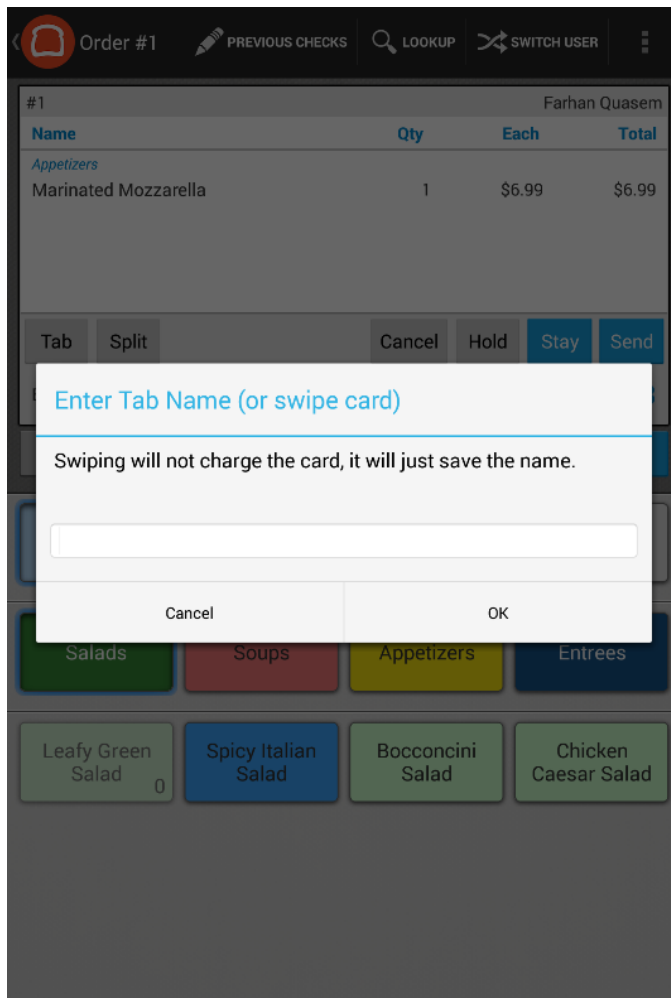 Order #1 PREVIOUS CHECKS LOOKUP SWITCH USER
#1 Farhan Quasem
Name Qty Each Total
Appetizers
Marinated Mozzarella 1 $6.99 $6.99
Tab Split Cancel Hold Stay Send
Enter Tab Name (or swipe card)
Swiping will not charge the card, it will just save the name.
Cancel OK
Salads Soups Appetizers Entrees
Leafy Green Spicy Italian Bocconcini Chicken
Salad 0 Salad Salad Caesar Salad